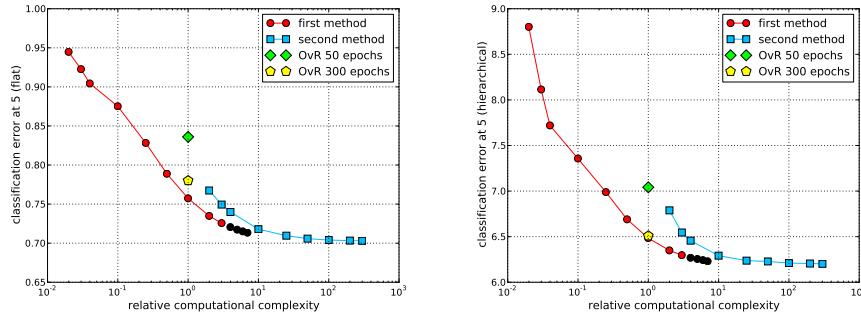 1.00
0.95
0.90
0.85
0.80
0.75
0.70
0.65
classification error at 5 (flat)
first method
second method
OvR 50 epochs
OvR 300 epochs
10^-2
10^-1
10^0
10^1
10^2
10^3
relative computational complexity
9.0
8.5
8.0
7.5
7.0
6.5
6.0
classification error at 5 (hierarchical)
first method
second method
OvR 50 epochs
OvR 300 epochs
10^-2
10^-1
10^0
10^1
10^2
10^3
relative computational complexity